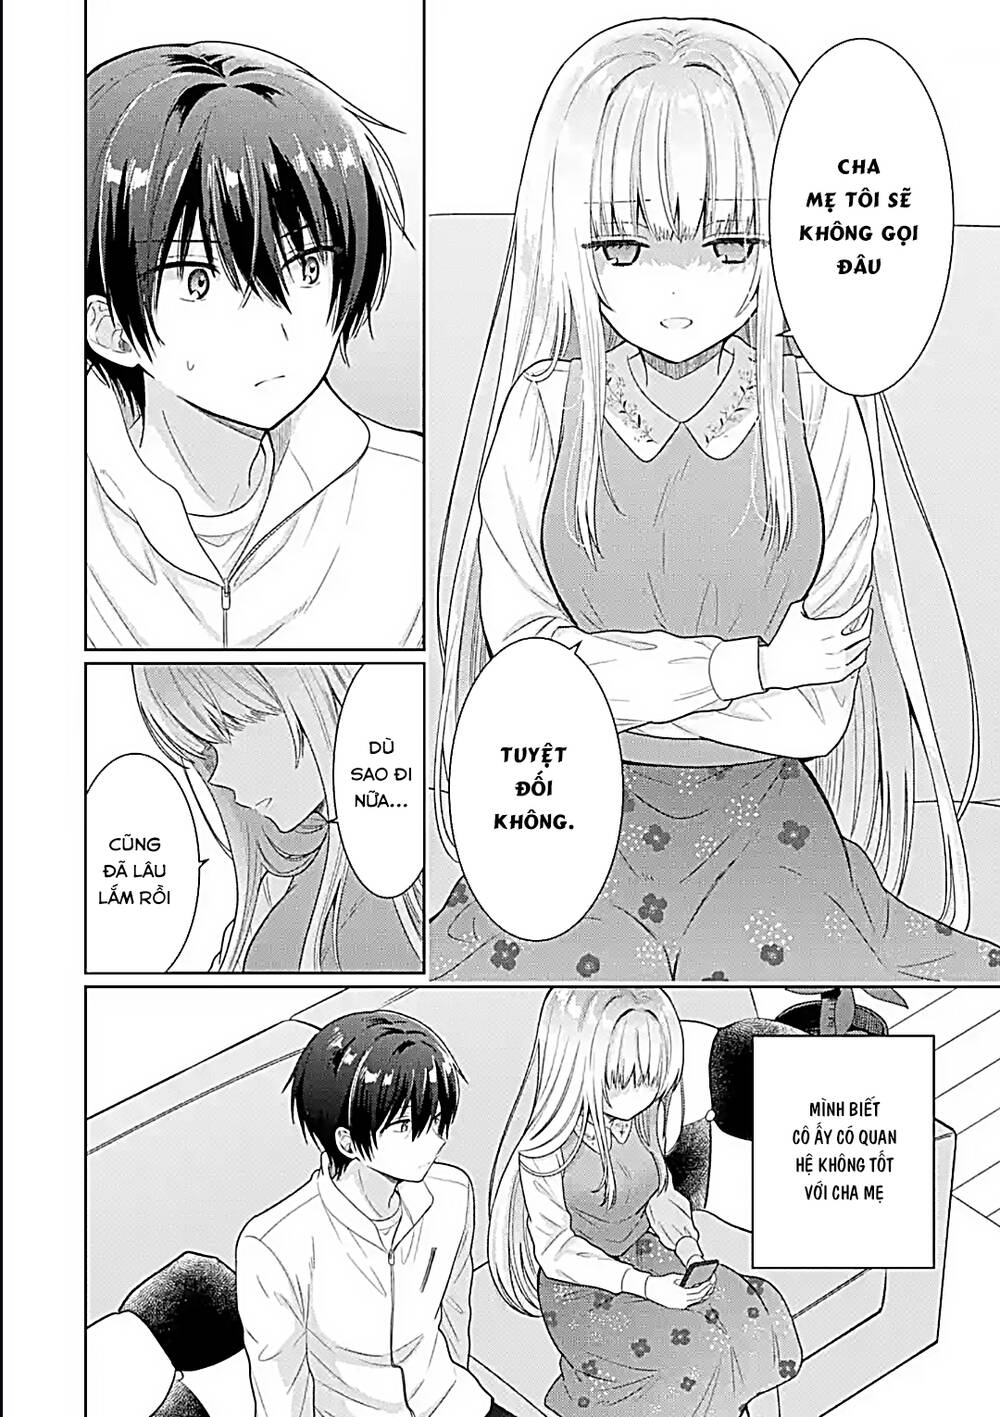 CHA
MẸ TÔI SẼ
KHÔNG GỌI
ĐÂU
TUYỆT
ĐỐI
KHÔNG.
DÙ
SAO ĐI
NỮA...
CŨNG
ĐÃ LÂU
LẮM RỒI
MÌNH BIẾT
CÔ ẤY CÓ QUAN
HỆ KHÔNG TỐT
VỚI CHA MẸ